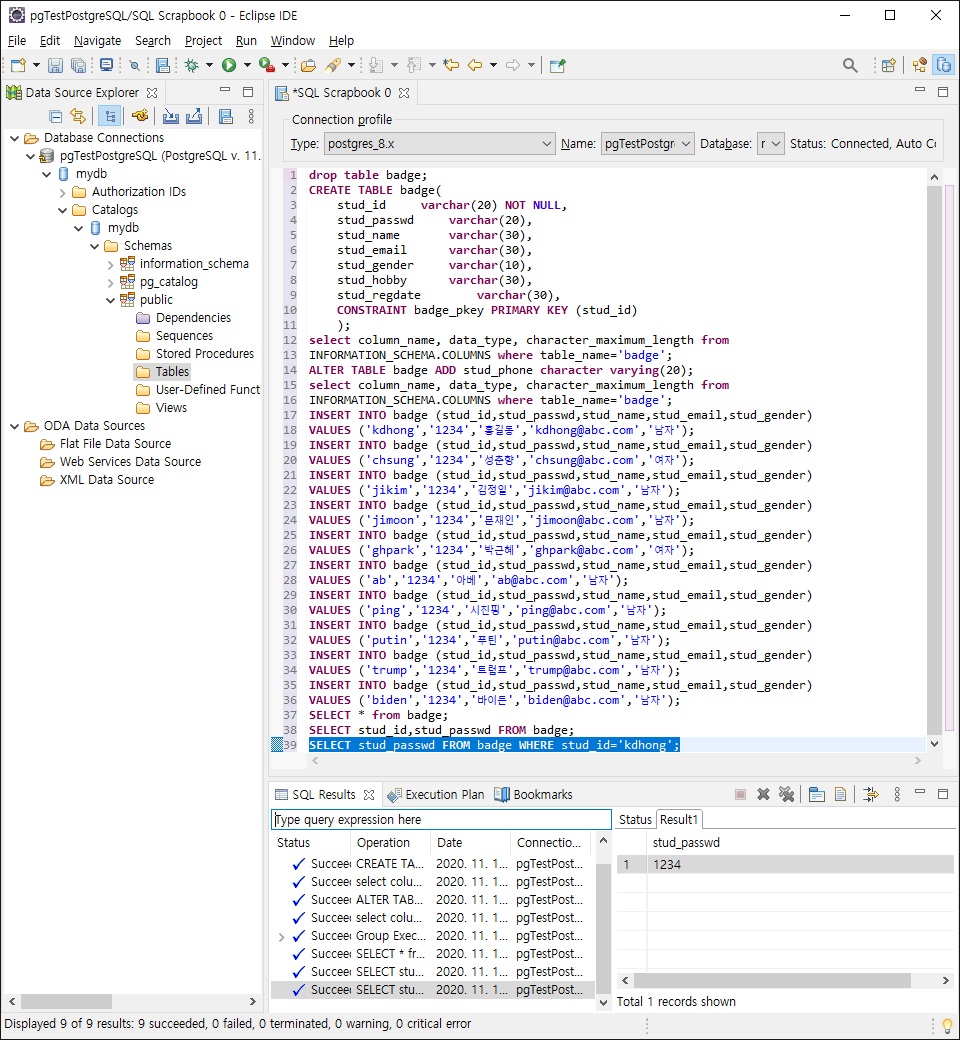 pgTestPostgreSQL/SQL Scrapbook 0 - Eclipse IDE
File Edit Navigate Search Project Run Window Help
Data Source Explorer
Database Connections
pgTestPostgreSQL (PostgreSQL v. 11.
mydb
Authorization IDs
Catalogs
mydb
Schemas
information_schema
pg_catalog
public
Dependencies
Sequences
Stored Procedures
Tables
User-Defined Funct
Views
ODA Data Sources
Flat File Data Source
Web Services Data Source
XML Data Source
*SQL Scrapbook 0
Connection profile
Type: postgres_8.x Name: pgTestPostgr Database: r Status: Connected, Auto Co
1 drop table badge;
2 CREATE TABLE badge(
3 stud_id varchar(20) NOT NULL,
4 stud_passwd varchar(20),
5 stud_name varchar(30),
6 stud_email varchar(30),
7 stud_gender varchar(10),
8 stud_hobby varchar(30),
9 stud_regdate varchar(30),
10 CONSTRAINT badge_pkey PRIMARY KEY (stud_id)
11 );
12 select column_name, data_type, character_maximum_length from
13 INFORMATION_SCHEMA.COLUMNS where table_name='badge';
14 ALTER TABLE badge ADD stud_phone character varying(20);
15 select column_name, data_type, character_maximum_length from
16 INFORMATION_SCHEMA.COLUMNS where table_name='badge';
17 INSERT INTO badge (stud_id,stud_passwd,stud_name,stud_email,stud_gender)
18 VALUES ('kdhong','1234','홍길동','kdhong@abc.com','남자');
19 INSERT INTO badge (stud_id,stud_passwd,stud_name,stud_email,stud_gender)
20 VALUES ('chsung','1234','성춘향','chsung@abc.com','여자');
21 INSERT INTO badge (stud_id,stud_passwd,stud_name,stud_email,stud_gender)
22 VALUES ('jikim','1234','김정일','jikim@abc.com','남자');
23 INSERT INTO badge (stud_id,stud_passwd,stud_name,stud_email,stud_gender)
24 VALUES ('jimoon','1234','문재인','jimoon@abc.com','남자');
25 INSERT INTO badge (stud_id,stud_passwd,stud_name,stud_email,stud_gender)
26 VALUES ('ghpark','1234','박근혜','ghpark@abc.com','여자');
27 INSERT INTO badge (stud_id,stud_passwd,stud_name,stud_email,stud_gender)
28 VALUES ('ab','1234','아베','ab@abc.com','남자');
29 INSERT INTO badge (stud_id,stud_passwd,stud_name,stud_email,stud_gender)
30 VALUES ('ping','1234','시진핑','ping@abc.com','남자');
31 INSERT INTO badge (stud_id,stud_passwd,stud_name,stud_email,stud_gender)
32 VALUES ('putin','1234','푸틴','putin@abc.com','남자');
33 INSERT INTO badge (stud_id,stud_passwd,stud_name,stud_email,stud_gender)
34 VALUES ('trump','1234','트럼프','trump@abc.com','남자');
35 INSERT INTO badge (stud_id,stud_passwd,stud_name,stud_email,stud_gender)
36 VALUES ('biden','1234','바이든','biden@abc.com','남자');
37 SELECT * from badge;
38 SELECT stud_id,stud_passwd FROM badge;
39 SELECT stud_passwd FROM badge WHERE stud_id='kdhong';
SQL Results Execution Plan Bookmarks
Type query expression here
Status Operation Date Connectio...
Succee CREATE TA... 2020. 11. 1... pgTestPost...
Succee select colu... 2020. 11. 1... pgTestPost...
Succee ALTER TAB... 2020. 11. 1... pgTestPost...
Succee select colu... 2020. 11. 1... pgTestPost...
Succee Group Exec... 2020. 11. 1... pgTestPost...
Succee SELECT * fr... 2020. 11. 1... pgTestPost...
Succee SELECT stu... 2020. 11. 1... pgTestPost...
Succee SELECT stu... 2020. 11. 1... pgTestPost...
Status Result1
stud_passwd
1 1234
Total 1 records shown
Displayed 9 of 9 results: 9 succeeded, 0 failed, 0 terminated, 0 warning, 0 critical error